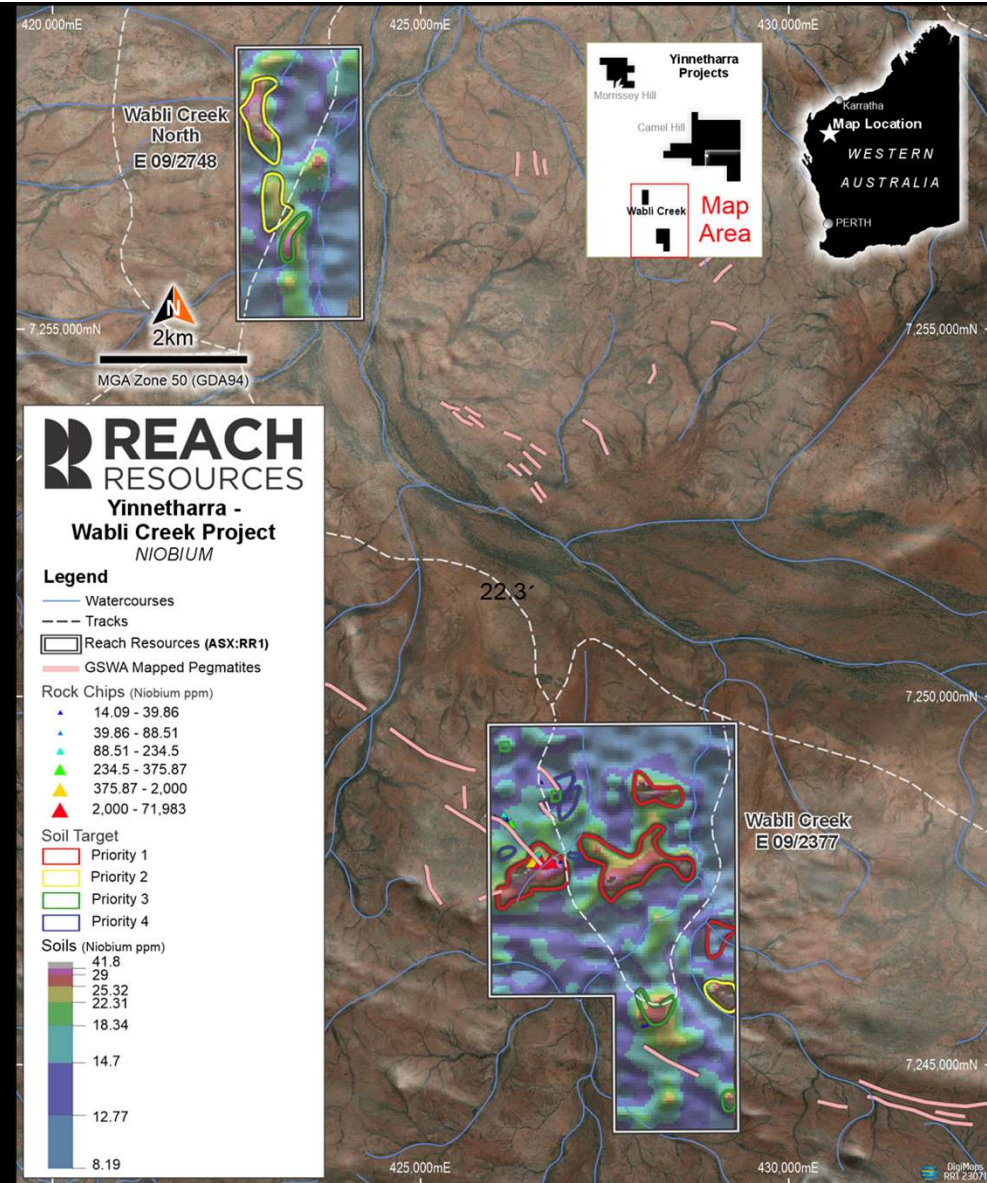 420,000mE
425,000mE
430,000mE
Wabli Creek
North
E 09/2748
Yinnetharra
Projects
Morrissey Hill
Camel Hill
Wabli Creek
Map
Area
Karratha
Map Location
WESTERN
AUSTRALIA
PERTH
7,255,000mN
7,255,000mN
N
2km
MGA Zone 50 (GDA94)
REACH
RESOURCES
Yinnetharra -
Wabli Creek Project
NIOBIUM
Legend
Watercourses
Tracks
Reach Resources (ASX:RR1)
GSWA Mapped Pegmatites
Rock Chips (Niobium ppm)
14.09 - 39.86
39.86 - 88.51
88.51 - 234.5
234.5 - 375.87
375.87 - 2,000
2,000 - 71,983
Soil Target
Priority 1
Priority 2
Priority 3
Priority 4
Soils (Niobium ppm)
41.8
29
25.32
22.31
18.34
14.7
12.77
8.19
22.3´
7,250,000mN
Wabli Creek
E 09/2377
7,245,000mN
425,000mE
430,000mE
DigiMaps